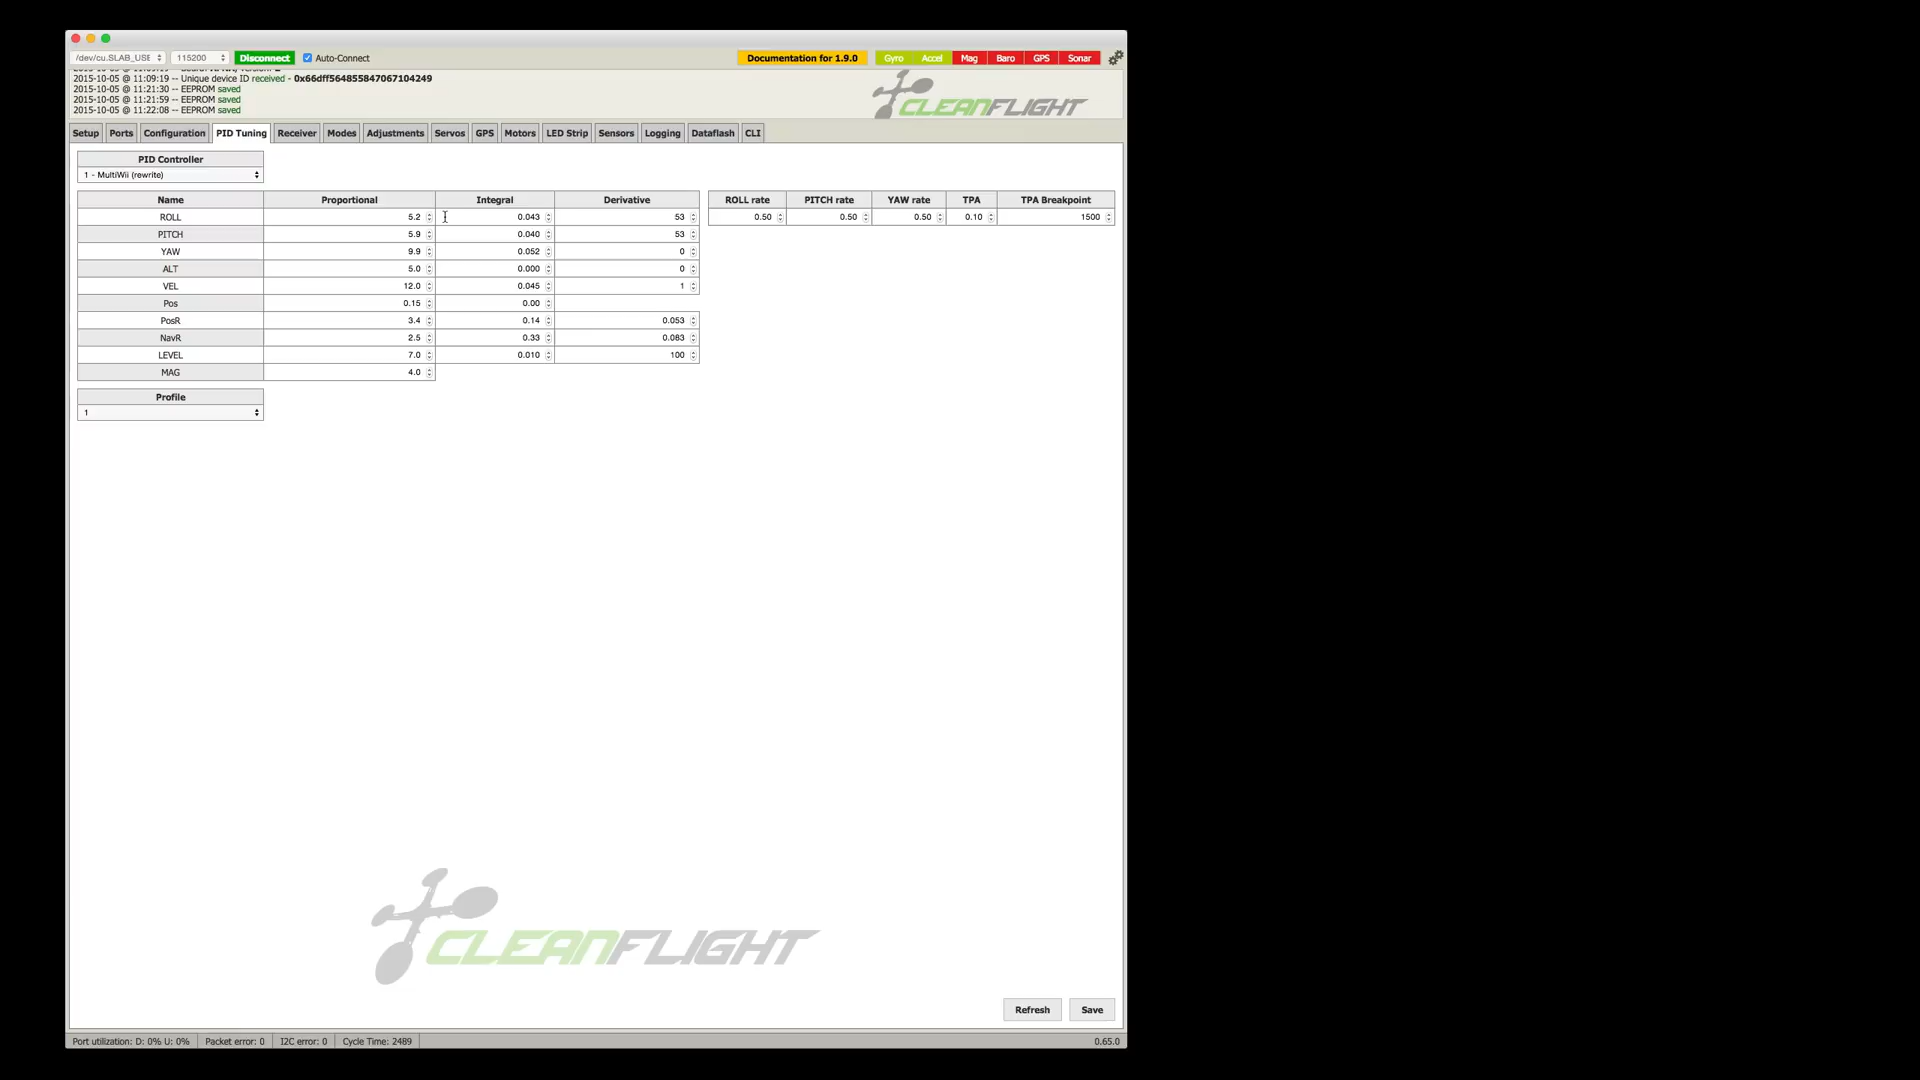 /dev/cu.SLAB_USE 115200 Disconnect Auto-Connect Documentation for 1.9.0 Gyro Accel Mag Baro GPS Sonar
2015-10-05 @ 11:09:19 -- Unique device ID received - 0x66dff564855847067104249
2015-10-05 @ 11:21:30 -- EEPROM saved
2015-10-05 @ 11:21:59 -- EEPROM saved
2015-10-05 @ 11:22:08 -- EEPROM saved
CLEANFLIGHT
Setup Ports Configuration PID Tuning Receiver Modes Adjustments Servos GPS Motors LED Strip Sensors Logging Dataflash CLI
PID Controller
1 - MultiWii (rewrite)
Name Proportional Integral Derivative ROLL rate PITCH rate YAW rate TPA TPA Breakpoint
ROLL 5.2 0.043 53 0.50 0.50 0.50 0.10 1500
PITCH 5.9 0.040 53
YAW 9.9 0.052 0
ALT 5.0 0.000 0
VEL 12.0 0.045 1
Pos 0.15 0.00
PosR 3.4 0.14 0.053
NavR 2.5 0.33 0.083
LEVEL 7.0 0.010 100
MAG 4.0
Profile
1
CLEANFLIGHT
Refresh Save
Port utilization: D: 0% U: 0% Packet error: 0 I2C error: 0 Cycle Time: 2489 0.65.0